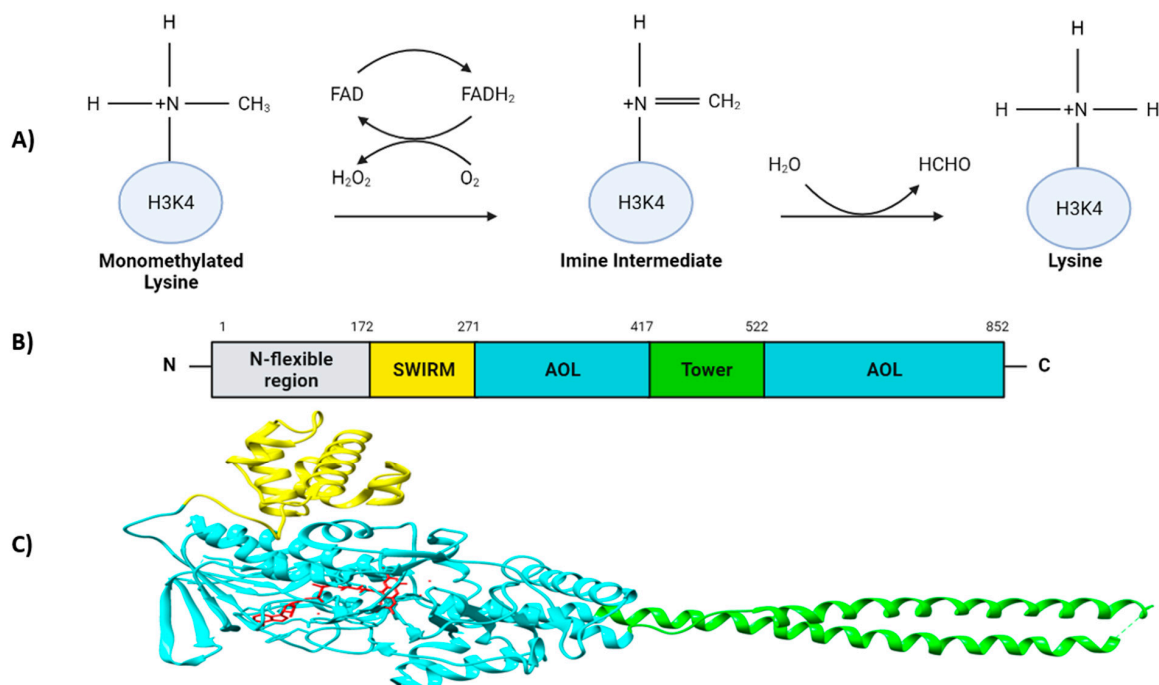 A)
H
H +N CH₃
H3K4
Monomethylated
Lysine
FAD FADH₂
H₂O₂ O₂
H
+N CH₂
H3K4
Imine Intermediate
H₂O HCHO
H
H +N H
H3K4
Lysine
B)
1 172 271 417 522 852
N N-flexible region SWIRM AOL Tower AOL C
C)